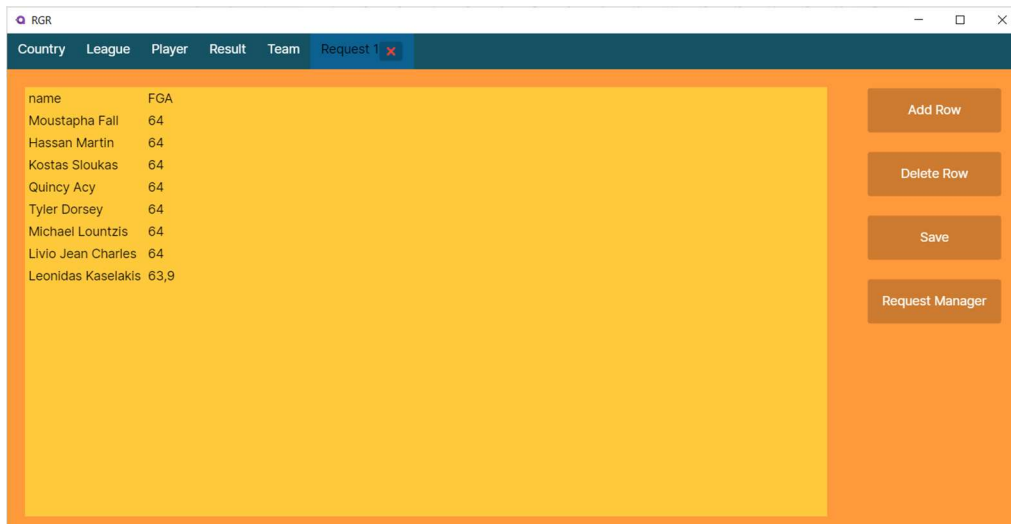 RGR
Country League Player Result Team Request 1
name FGA
Moustapha Fall 64
Hassan Martin 64
Kostas Sloukas 64
Quincy Acy 64
Tyler Dorsey 64
Michael Lountzis 64
Livio Jean Charles 64
Leonidas Kaselakis 63,9
Add Row
Delete Row
Save
Request Manager